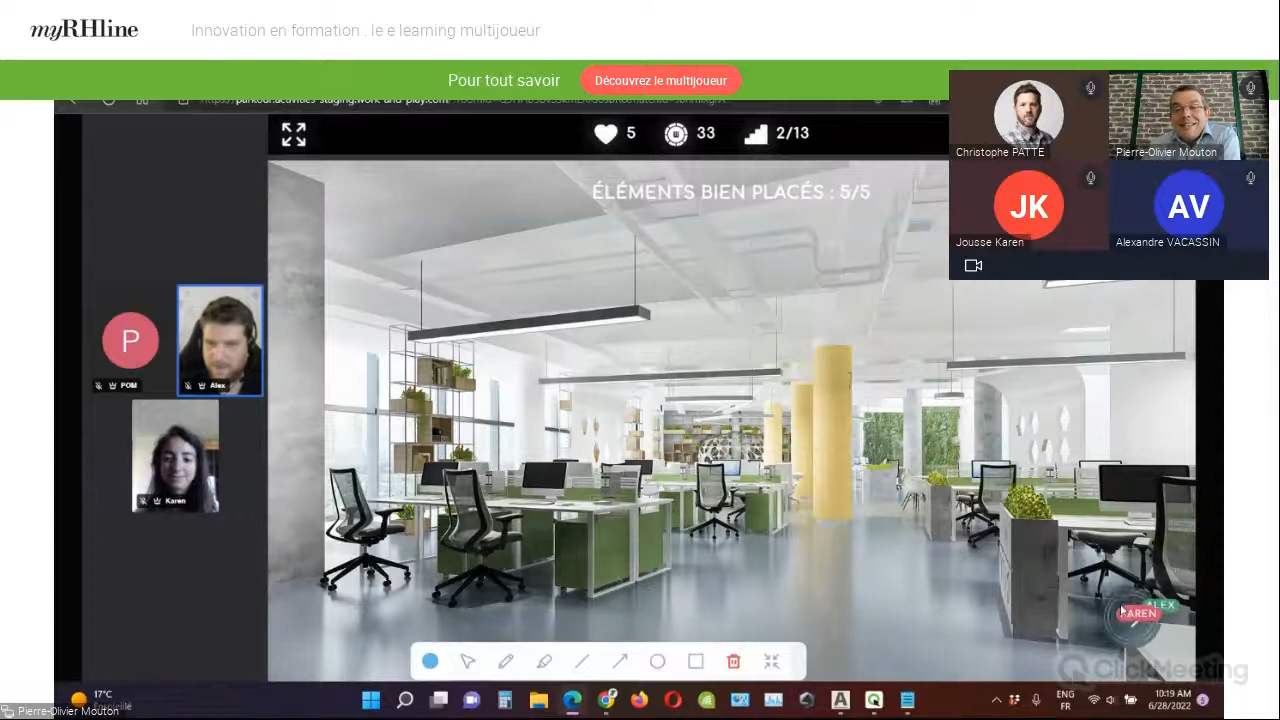 myRHline
Innovation en formation . le e learning multijoueur
Pour tout savoir
Découvrez le multijoueur
5
33
2/13
ÉLÉMENTS BIEN PLACÉS : 5/5
Christophe PATTE
Pierre-Olivier Mouton
JK
Jousse Karen
AV
Alexandre VACASSIN
P
POM
Alex
Karen
ALEX
KAREN
ClickMeeting
17°C
ENG
FR
10:19 AM
6/28/2022
5
Pierre-Olivier Mouton